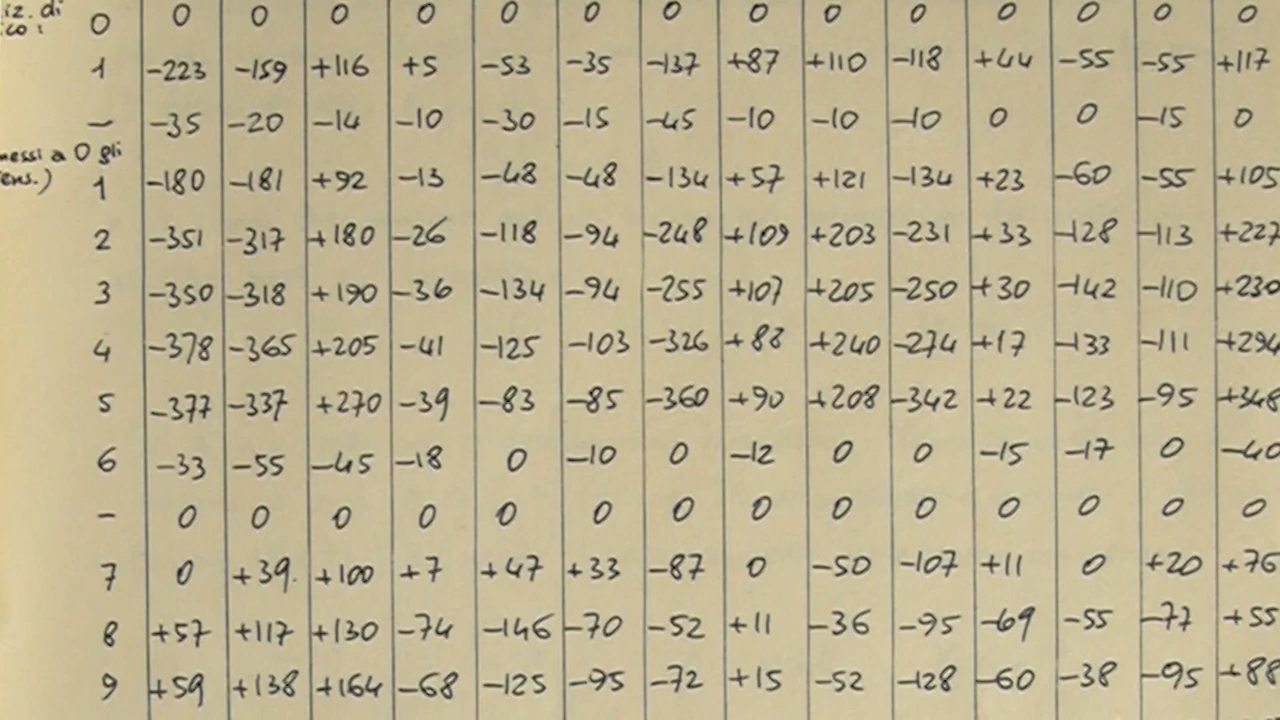 iz. di
ico: 0 0 0 0 0 0 0 0 0 0 0 0 0 0 0
1 -223 -159 +116 +5 -53 -35 -137 +87 +110 -118 +44 -55 -55 +117
- -35 -20 -14 -10 -30 -15 -45 -10 -10 -10 0 0 -15 0
messi a 0 gli
ens.) 1 -180 -181 +92 -13 -48 -48 -134 +57 +121 -134 +23 -60 -55 +105
2 -351 -317 +180 -26 -118 -94 -248 +109 +203 -231 +33 -128 -113 +227
3 -350 -318 +190 -36 -134 -94 -255 +107 +205 -250 +30 -142 -110 +230
4 -378 -365 +205 -41 -125 -103 -326 +88 +240 -274 +17 -133 -111 +294
5 -377 -337 +270 -39 -83 -85 -360 +90 +208 -342 +22 -123 -95 +348
6 -33 -55 -45 -18 0 -10 0 -12 0 0 -15 -17 0 -40
- 0 0 0 0 0 0 0 0 0 0 0 0 0 0
7 0 +39. +100 +7 +47 +33 -87 0 -50 -107 +11 0 +20 +76
8 +57 +117 +130 -74 -146 -70 -52 +11 -36 -95 -69 -55 -77 +55
9 +59 +138 +164 -68 -125 -95 -72 +15 -52 -128 -60 -38 -95 +88